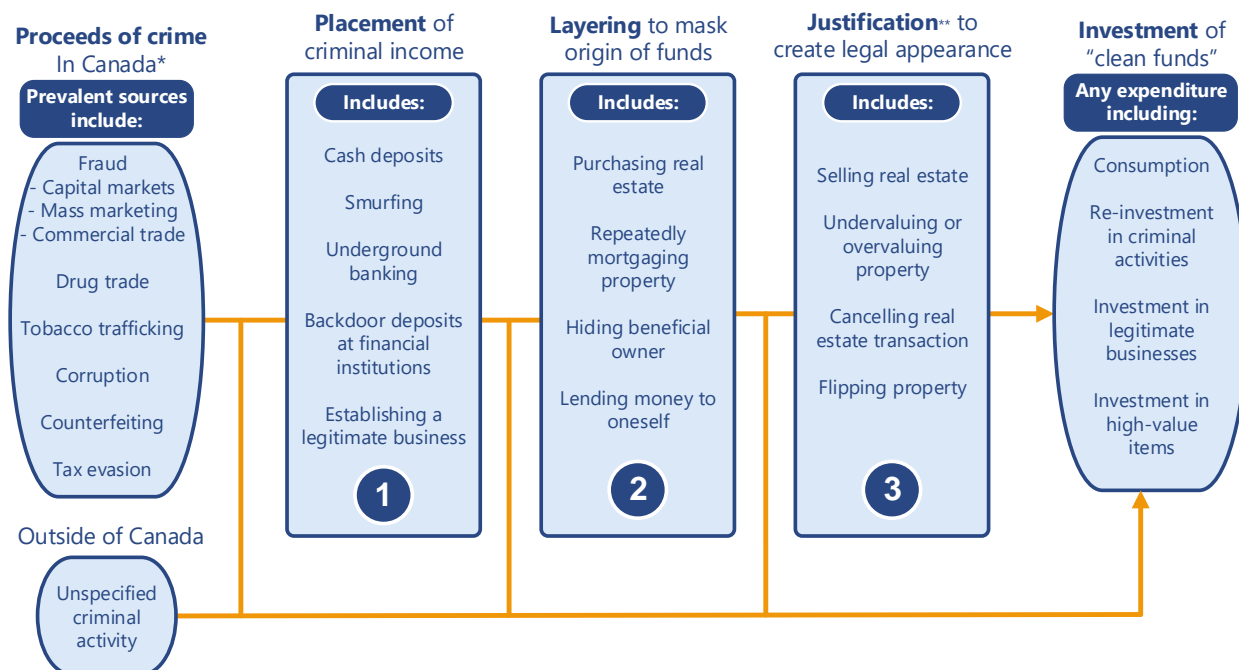 Proceeds of crime
In Canada*
Prevalent sources
include:
Fraud
- Capital markets
- Mass marketing
- Commercial trade
Drug trade
Tobacco trafficking
Corruption
Counterfeiting
Tax evasion
Outside of Canada
Unspecified
criminal
activity
Placement of
criminal income
Includes:
Cash deposits
Smurfing
Underground
banking
Backdoor deposits
at financial
institutions
Establishing a
legitimate business
1
Layering to mask
origin of funds
Includes:
Purchasing real
estate
Repeatedly
mortgaging
property
Hiding beneficial
owner
Lending money to
oneself
2
Justification** to
create legal appearance
Includes:
Selling real estate
Undervaluing or
overvaluing
property
Cancelling real
estate transaction
Flipping property
3
Investment of
“clean funds”
Any expenditure
including:
Consumption
Re-investment
in criminal
activities
Investment in
legitimate
businesses
Investment in
high-value
items